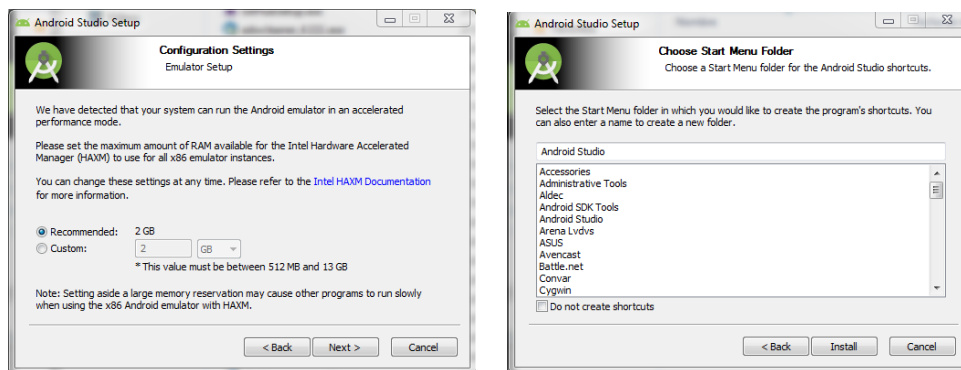 Android Studio Setup
Configuration Settings
Emulator Setup
We have detected that your system can run the Android emulator in an accelerated
performance mode.
Please set the maximum amount of RAM available for the Intel Hardware Accelerated
Manager (HAXM) to use for all x86 emulator instances.
You can change these settings at any time. Please refer to the Intel HAXM Documentation
for more information.
Recommended: 2 GB
Custom: 2 GB
* This value must be between 512 MB and 13 GB
Note: Setting aside a large memory reservation may cause other programs to run slowly
when using the x86 Android emulator with HAXM.
< Back Next > Cancel
Android Studio Setup
Choose Start Menu Folder
Choose a Start Menu folder for the Android Studio shortcuts.
Select the Start Menu folder in which you would like to create the program's shortcuts. You
can also enter a name to create a new folder.
Android Studio
Accessories
Administrative Tools
Aldec
Android SDK Tools
Android Studio
Arena Lvdvs
ASUS
Avencast
Battle.net
Convar
Cygwin
Do not create shortcuts
< Back Install Cancel